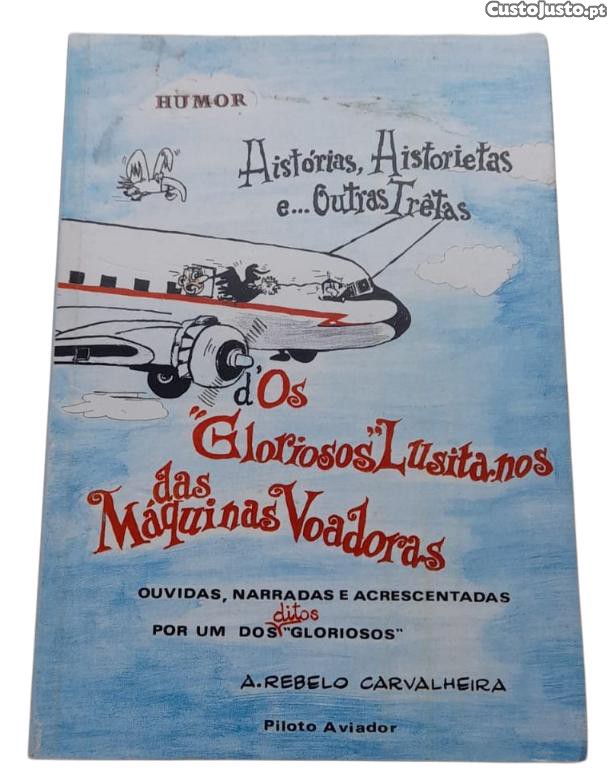 CustoJusto.pt
HUMOR
Histórias, Historietas
e... Outras Trêtas
d'Os
"Gloriosos" Lusitanos
das
Máquinas Voadoras
OUVIDAS, NARRADAS E ACRESCENTADAS
ditos
POR UM DOS "GLORIOSOS"
A. REBELO CARVALHEIRA
Piloto Aviador